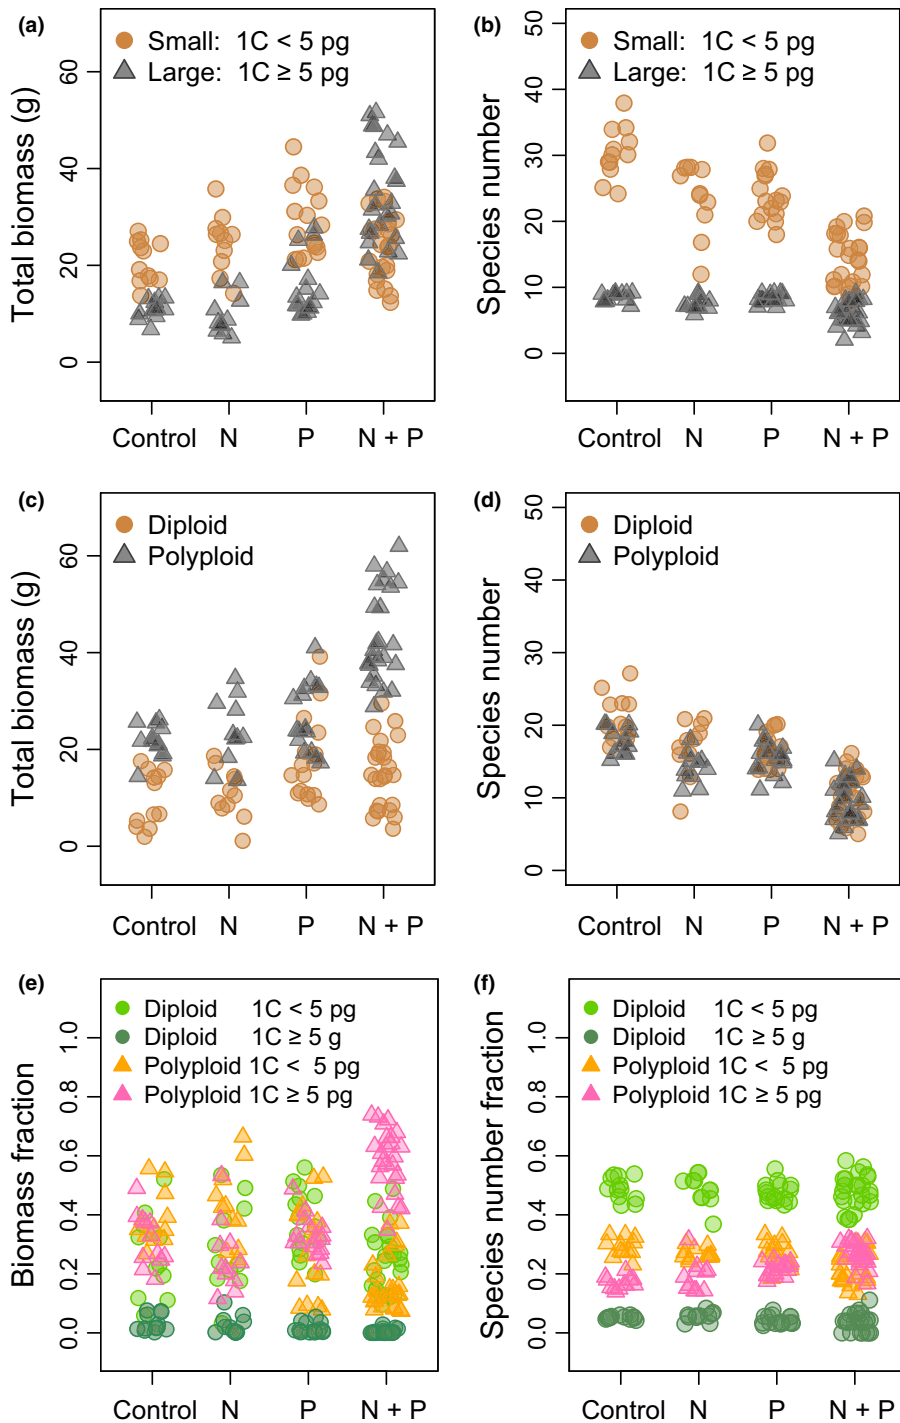 (a)
Small: 1C < 5 pg
Large: 1C ≥ 5 pg
Total biomass (g)
60
40
20
0
Control N P N + P
(b)
Small: 1C < 5 pg
Large: 1C ≥ 5 pg
Species number
50
40
30
20
10
0
Control N P N + P
(c)
Diploid
Polyploid
Total biomass (g)
60
40
20
0
Control N P N + P
(d)
Diploid
Polyploid
Species number
50
40
30
20
10
0
Control N P N + P
(e)
Diploid 1C < 5 pg
Diploid 1C ≥ 5 g
Polyploid 1C < 5 pg
Polyploid 1C ≥ 5 pg
Biomass fraction
1.0
0.8
0.6
0.4
0.2
0.0
Control N P N + P
(f)
Diploid 1C < 5 pg
Diploid 1C ≥ 5 g
Polyploid 1C < 5 pg
Polyploid 1C ≥ 5 pg
Species number fraction
1.0
0.8
0.6
0.4
0.2
0.0
Control N P N + P